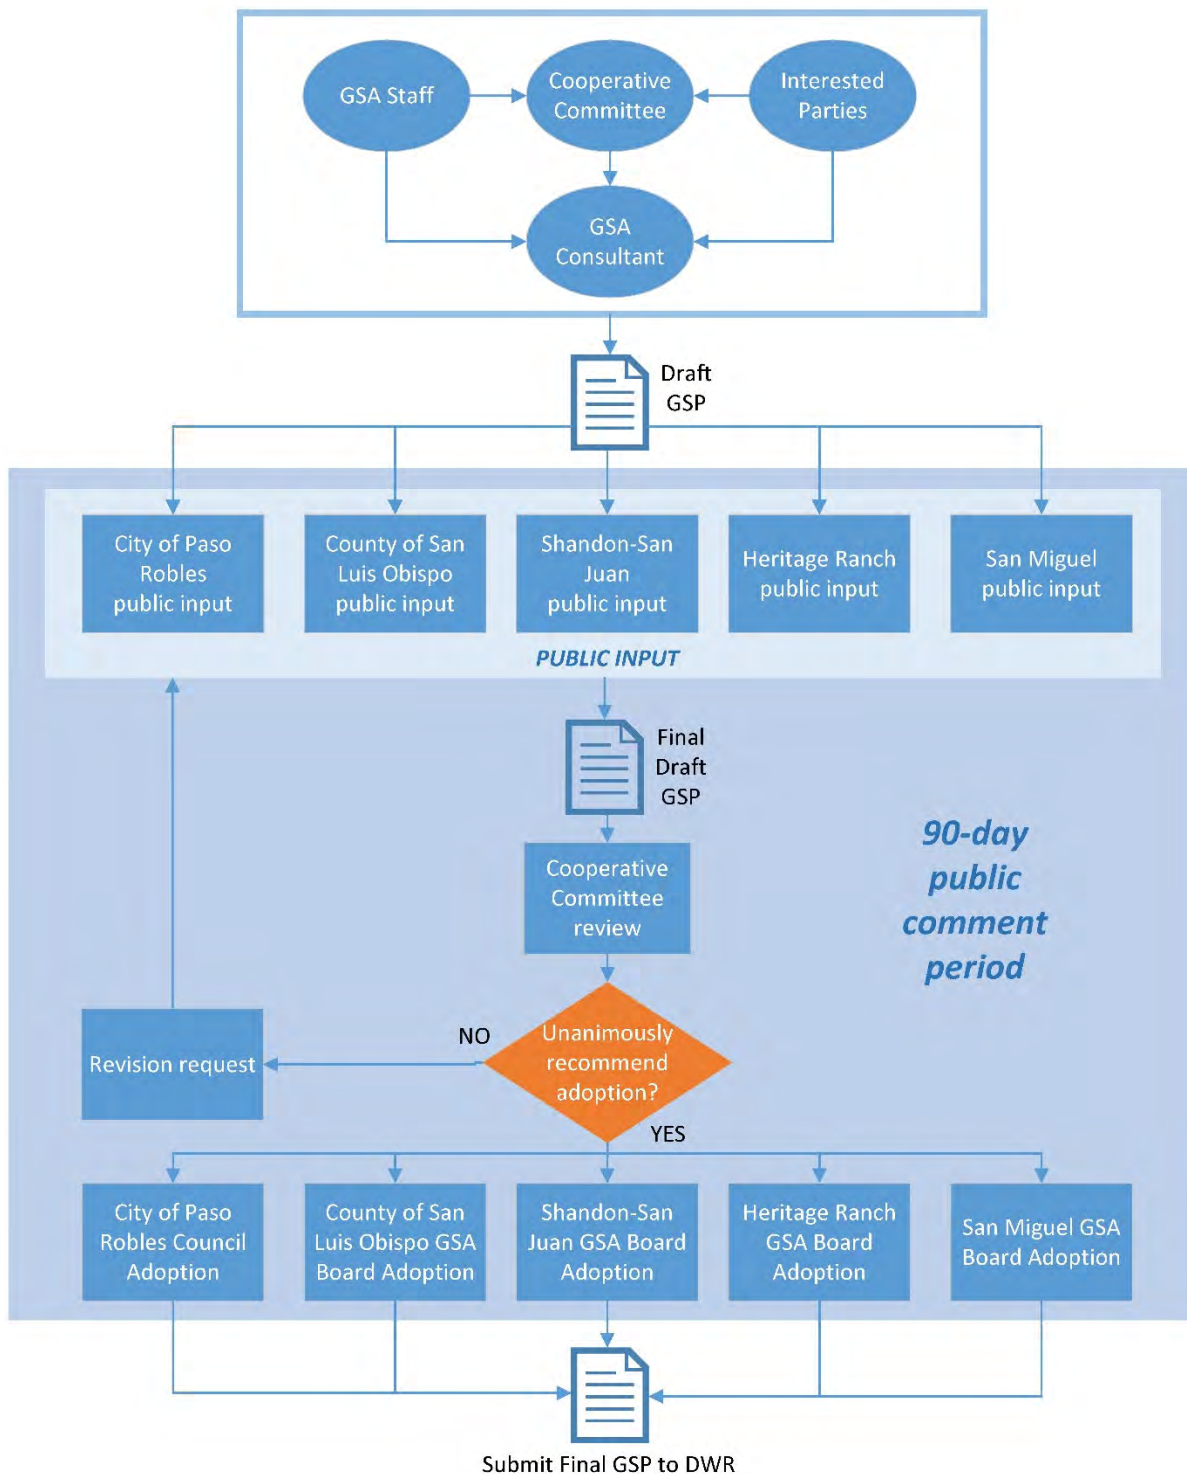 GSA Staff
Cooperative
Committee
Interested
Parties
GSA
Consultant
Draft
GSP
City of Paso
Robles
public input
County of San
Luis Obispo
public input
Shandon-San
Juan
public input
Heritage Ranch
public input
San Miguel
public input
PUBLIC INPUT
Final
Draft
GSP
Cooperative
Committee
review
90-day
public
comment
period
Unanimously
recommend
adoption?
NO
Revision request
YES
City of Paso
Robles Council
Adoption
County of San
Luis Obispo GSA
Board Adoption
Shandon-San
Juan GSA Board
Adoption
Heritage Ranch
GSA Board
Adoption
San Miguel GSA
Board Adoption
Submit Final GSP to DWR